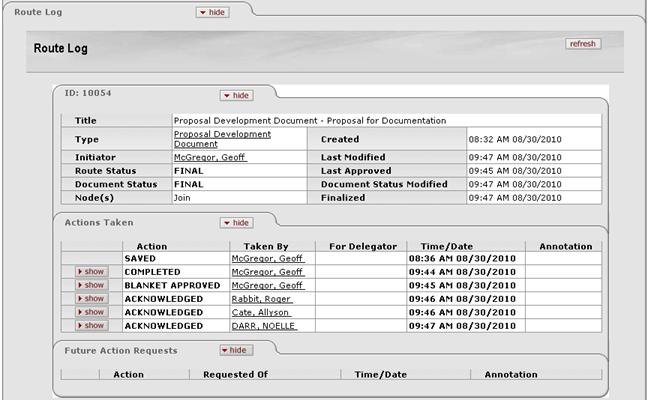 Route Log hide
Route Log refresh
ID: 10054 hide
Title Proposal Development Document - Proposal for Documentation
Type Proposal Development Document Created 08:32 AM 08/30/2010
Initiator McGregor, Geoff Last Modified 09:47 AM 08/30/2010
Route Status FINAL Last Approved 09:45 AM 08/30/2010
Document Status FINAL Document Status Modified 09:47 AM 08/30/2010
Node(s) Join Finalized 09:47 AM 08/30/2010
Actions Taken hide
Action Taken By For Delegator Time/Date Annotation
SAVED McGregor, Geoff 08:36 AM 08/30/2010
show COMPLETED McGregor, Geoff 09:44 AM 08/30/2010
show BLANKET APPROVED McGregor, Geoff 09:45 AM 08/30/2010
show ACKNOWLEDGED Rabbit, Roger 09:46 AM 08/30/2010
show ACKNOWLEDGED Cate, Allyson 09:46 AM 08/30/2010
show ACKNOWLEDGED DARR, NOELLE 09:47 AM 08/30/2010
Future Action Requests hide
Action Requested Of Time/Date Annotation